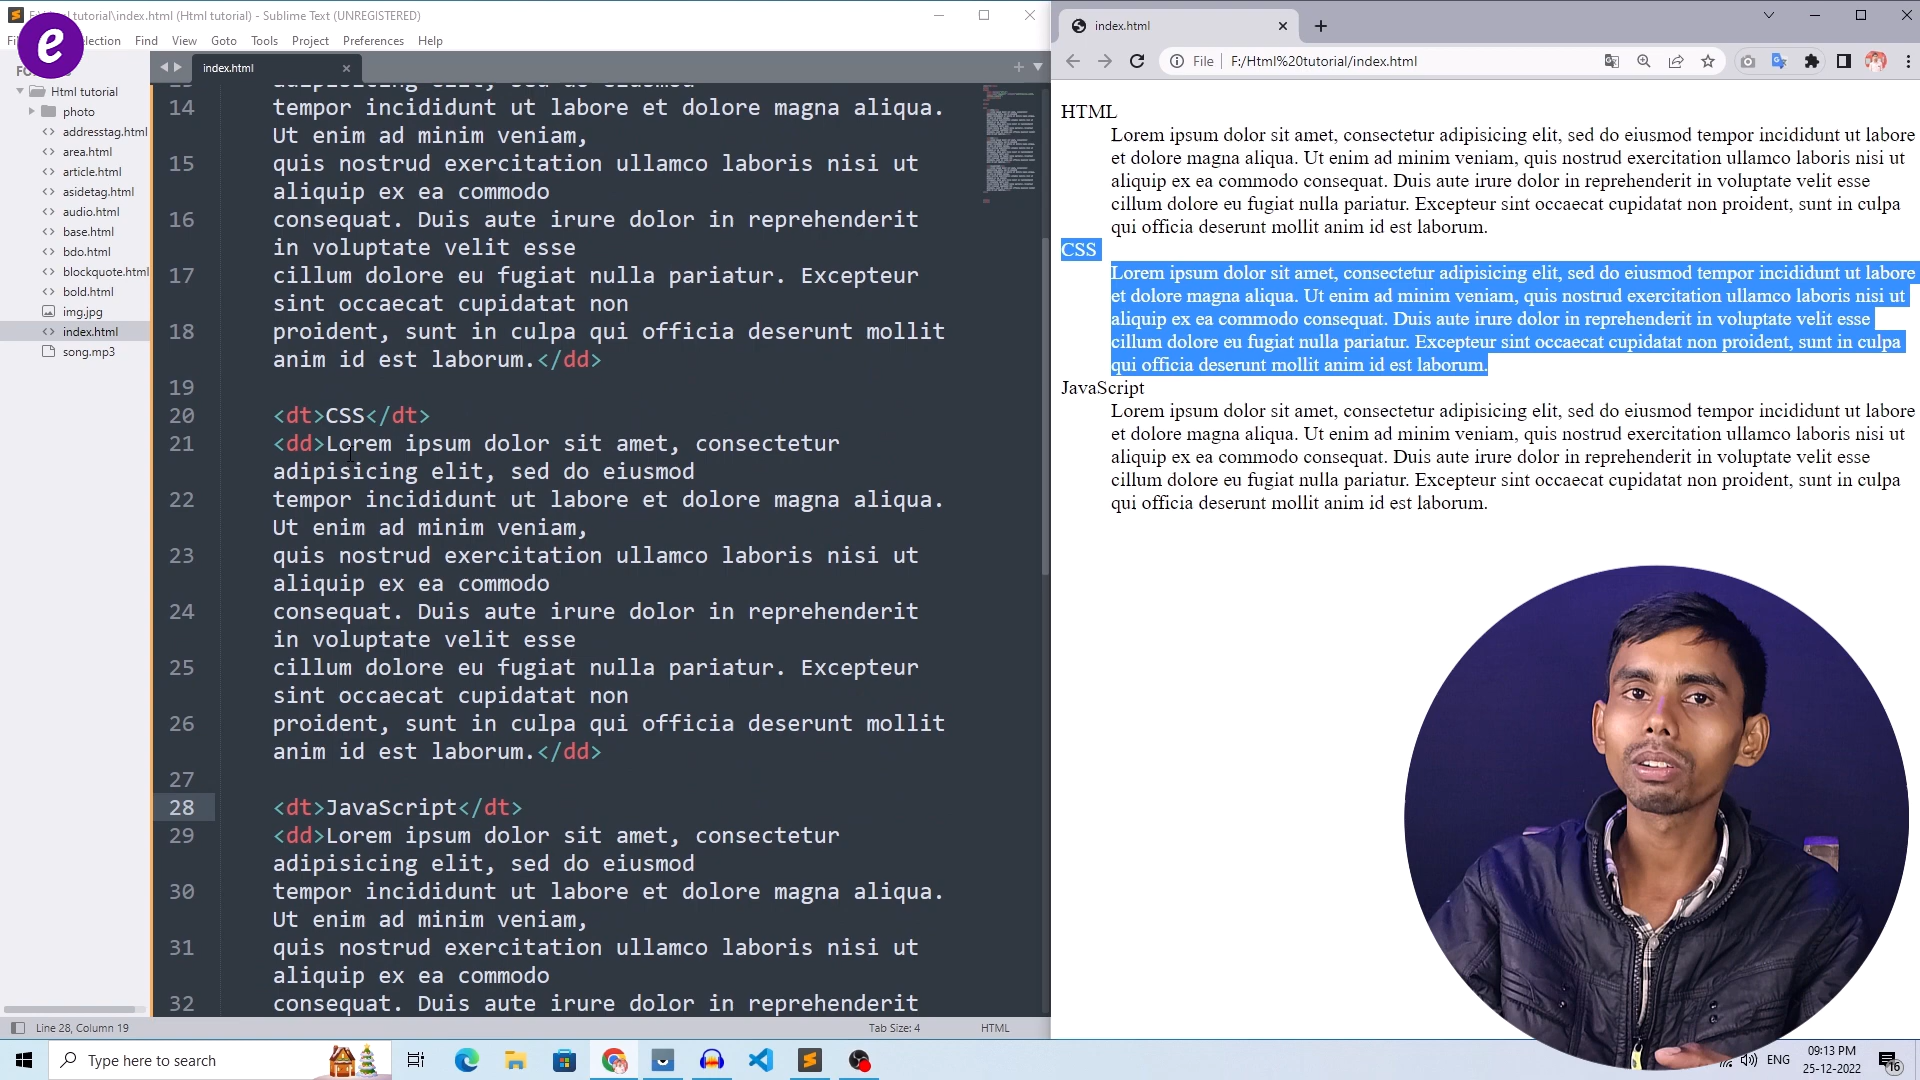 e
F:\Html tutorial\index.html (Html tutorial) - Sublime Text (UNREGISTERED)
Find View Goto Tools Project Preferences Help
index.html
Html tutorial
photo
addresstag.html
area.html
article.html
asidetag.html
audio.html
base.html
bdo.html
blockquote.html
bold.html
img.jpg
index.html
song.mp3
14 tempor incididunt ut labore et dolore magna aliqua.
Ut enim ad minim veniam,
15 quis nostrud exercitation ullamco laboris nisi ut
aliquip ex ea commodo
16 consequat. Duis aute irure dolor in reprehenderit
in voluptate velit esse
17 cillum dolore eu fugiat nulla pariatur. Excepteur
sint occaecat cupidatat non
18 proident, sunt in culpa qui officia deserunt mollit
anim id est laborum.</dd>
19
20 <dt>CSS</dt>
21 <dd>Lorem ipsum dolor sit amet, consectetur
adipisicing elit, sed do eiusmod
22 tempor incididunt ut labore et dolore magna aliqua.
Ut enim ad minim veniam,
23 quis nostrud exercitation ullamco laboris nisi ut
aliquip ex ea commodo
24 consequat. Duis aute irure dolor in reprehenderit
in voluptate velit esse
25 cillum dolore eu fugiat nulla pariatur. Excepteur
sint occaecat cupidatat non
26 proident, sunt in culpa qui officia deserunt mollit
anim id est laborum.</dd>
27
28 <dt>JavaScript</dt>
29 <dd>Lorem ipsum dolor sit amet, consectetur
adipisicing elit, sed do eiusmod
30 tempor incididunt ut labore et dolore magna aliqua.
Ut enim ad minim veniam,
31 quis nostrud exercitation ullamco laboris nisi ut
aliquip ex ea commodo
32 consequat. Duis aute irure dolor in reprehenderit
Line 28, Column 19 Tab Size: 4 HTML
index.html
File F:/Html%20tutorial/index.html
HTML
Lorem ipsum dolor sit amet, consectetur adipisicing elit, sed do eiusmod tempor incididunt ut labore
et dolore magna aliqua. Ut enim ad minim veniam, quis nostrud exercitation ullamco laboris nisi ut
aliquip ex ea commodo consequat. Duis aute irure dolor in reprehenderit in voluptate velit esse
cillum dolore eu fugiat nulla pariatur. Excepteur sint occaecat cupidatat non proident, sunt in culpa
qui officia deserunt mollit anim id est laborum.
CSS
Lorem ipsum dolor sit amet, consectetur adipisicing elit, sed do eiusmod tempor incididunt ut labore
et dolore magna aliqua. Ut enim ad minim veniam, quis nostrud exercitation ullamco laboris nisi ut
aliquip ex ea commodo consequat. Duis aute irure dolor in reprehenderit in voluptate velit esse
cillum dolore eu fugiat nulla pariatur. Excepteur sint occaecat cupidatat non proident, sunt in culpa
qui officia deserunt mollit anim id est laborum.
JavaScript
Lorem ipsum dolor sit amet, consectetur adipisicing elit, sed do eiusmod tempor incididunt ut labore
et dolore magna aliqua. Ut enim ad minim veniam, quis nostrud exercitation ullamco laboris nisi ut
aliquip ex ea commodo consequat. Duis aute irure dolor in reprehenderit in voluptate velit esse
cillum dolore eu fugiat nulla pariatur. Excepteur sint occaecat cupidatat non proident, sunt in culpa
qui officia deserunt mollit anim id est laborum.
Type here to search
ENG
09:13 PM
25-12-2022
16